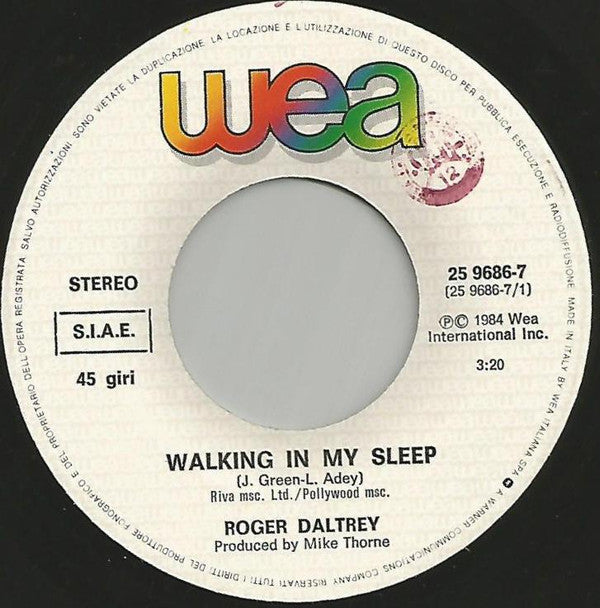 TUTTI I DIRITTI DEL PRODUTTORE FONOGRAFICO E DEL PROPRIETARIO DELL'OPERA REGISTRATA SALVO AUTORIZZAZIONI SONO VIETATE LA DUPLICAZIONE, LA LOCAZIONE E L'UTILIZZAZIONE DI QUESTO DISCO PER PUBBLICA ESECUZIONE E RADIODIFFUSIONE MADE IN ITALY BY WEA ITALIANA SPA A WARNER COMMUNICATIONS COMPANY RISERVATI
wea
12
STEREO
S.I.A.E.
45 giri
25 9686-7
(25 9686-7/1)
℗© 1984 Wea
International Inc.
3:20
WALKING IN MY SLEEP
(J. Green-L. Adey)
Riva msc. Ltd./Pollywood msc.
ROGER DALTREY
Produced by Mike Thorne